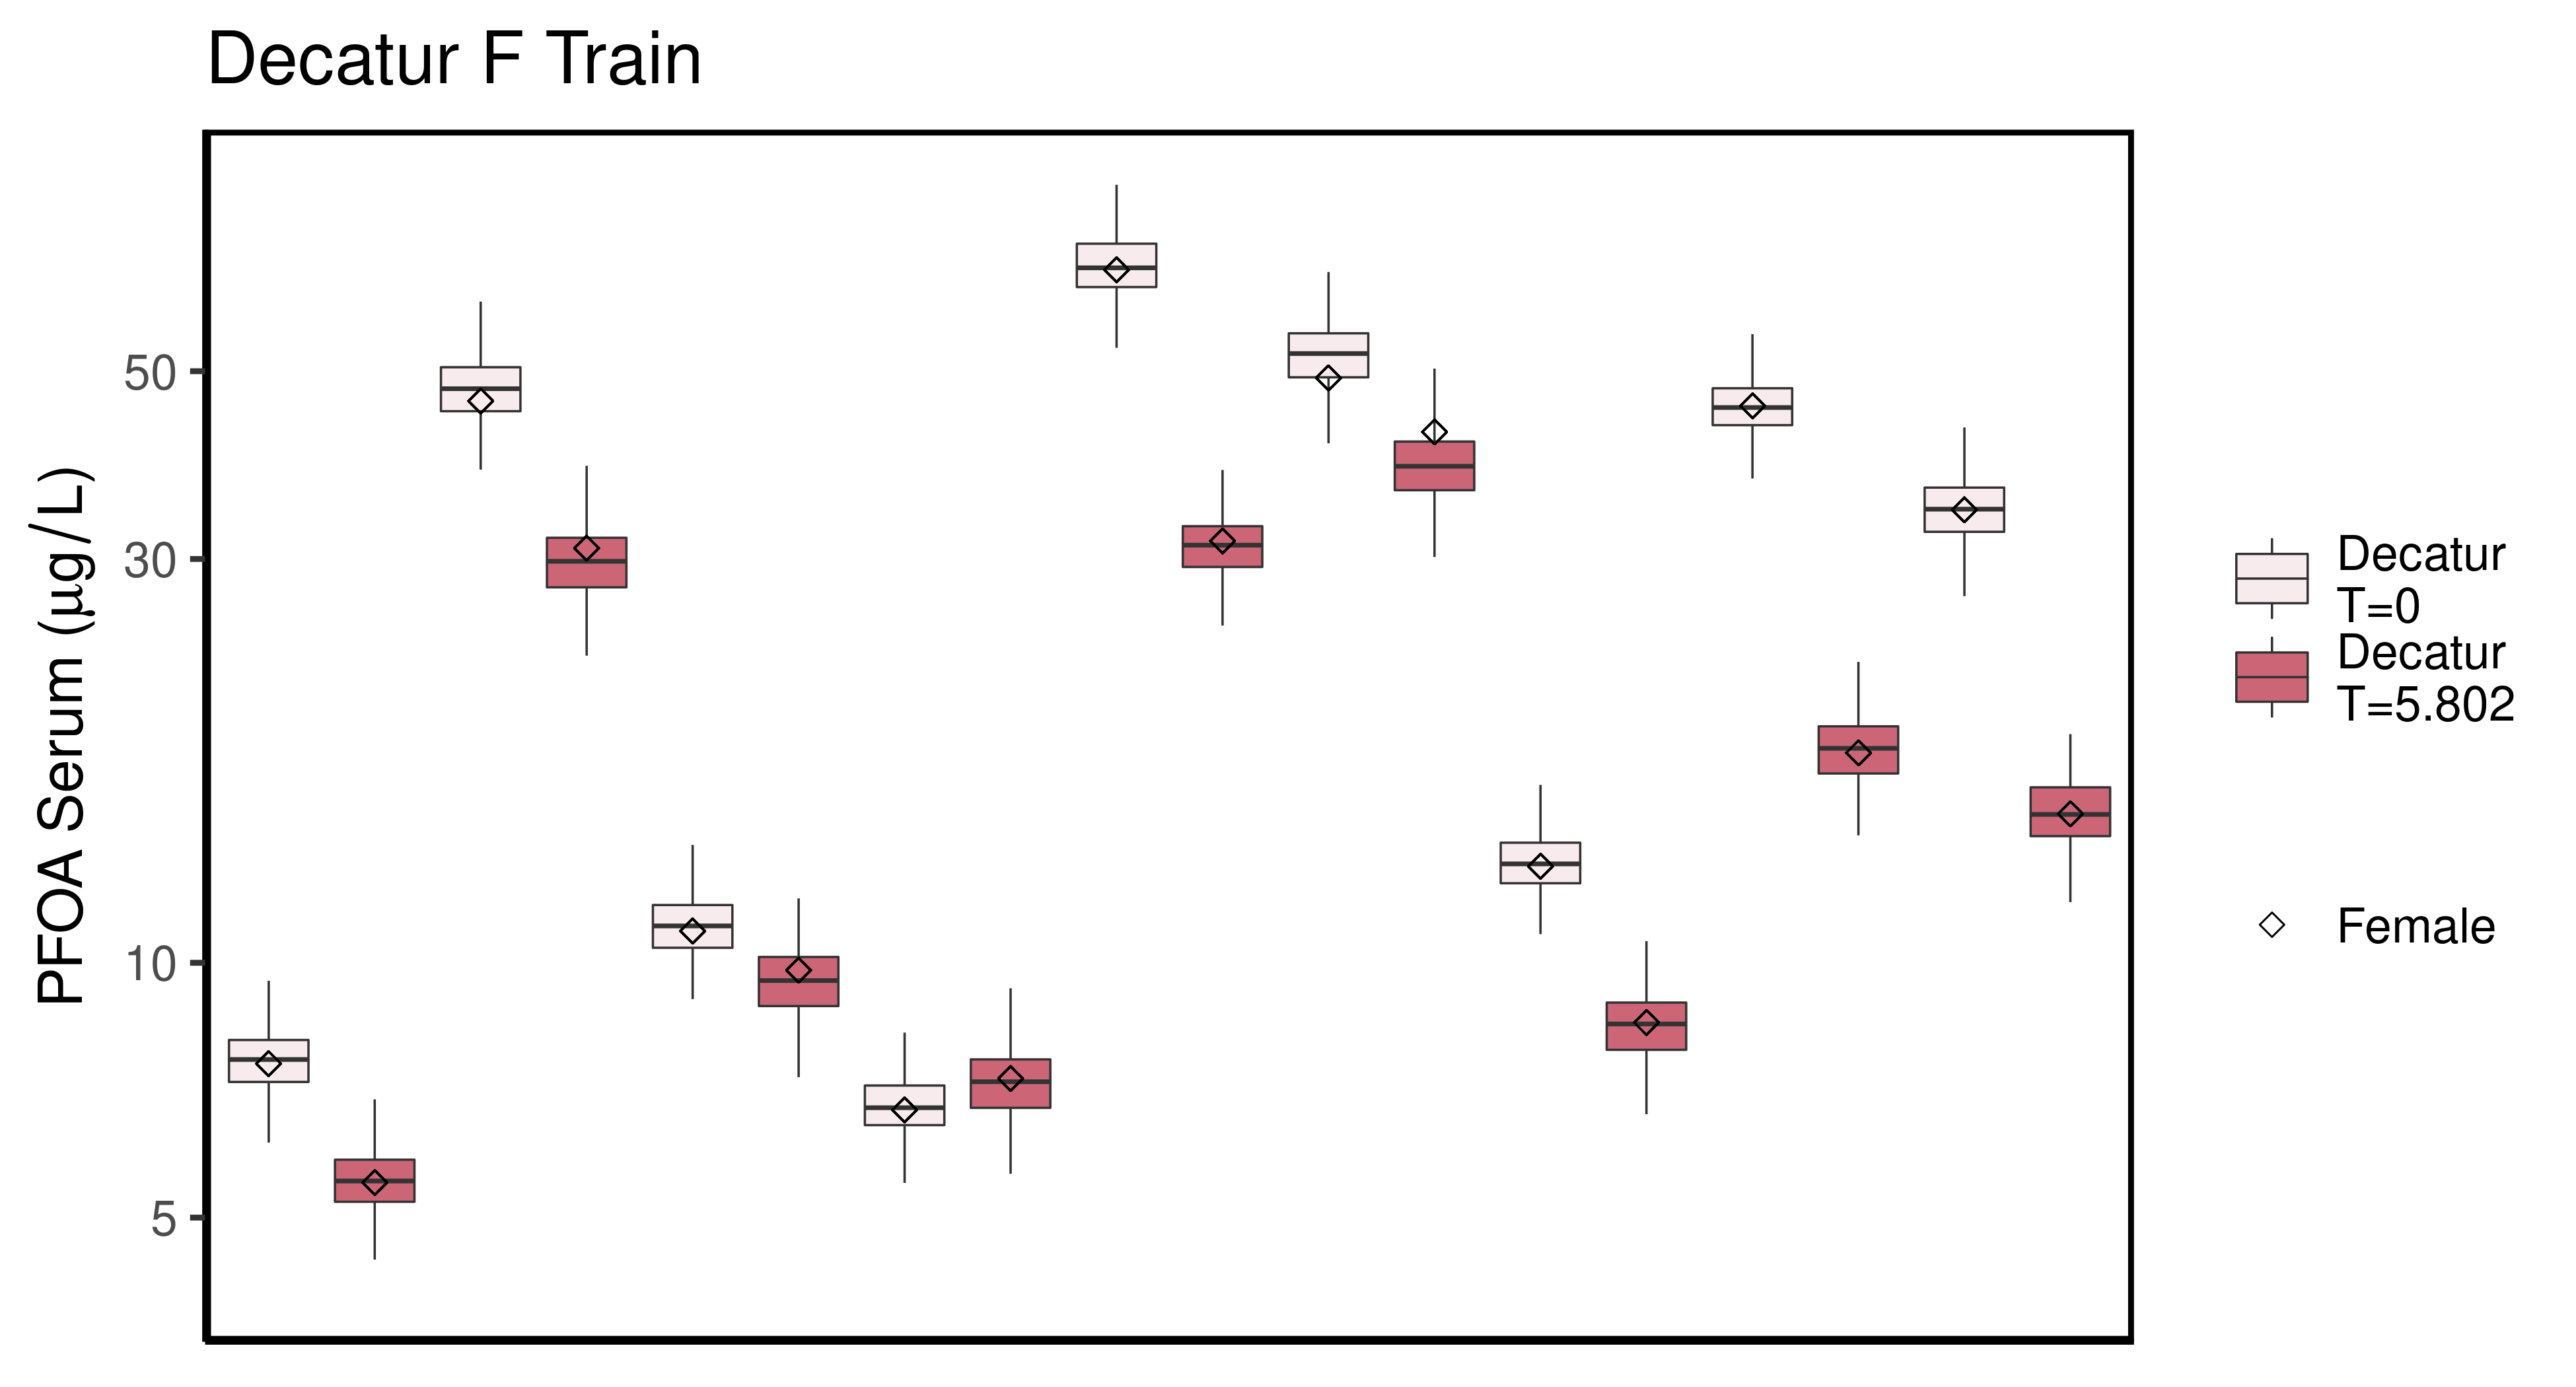 Decatur F Train
PFOA Serum (μg/L)
50
30
10
5
Decatur
T=0
Decatur
T=5.802
Female